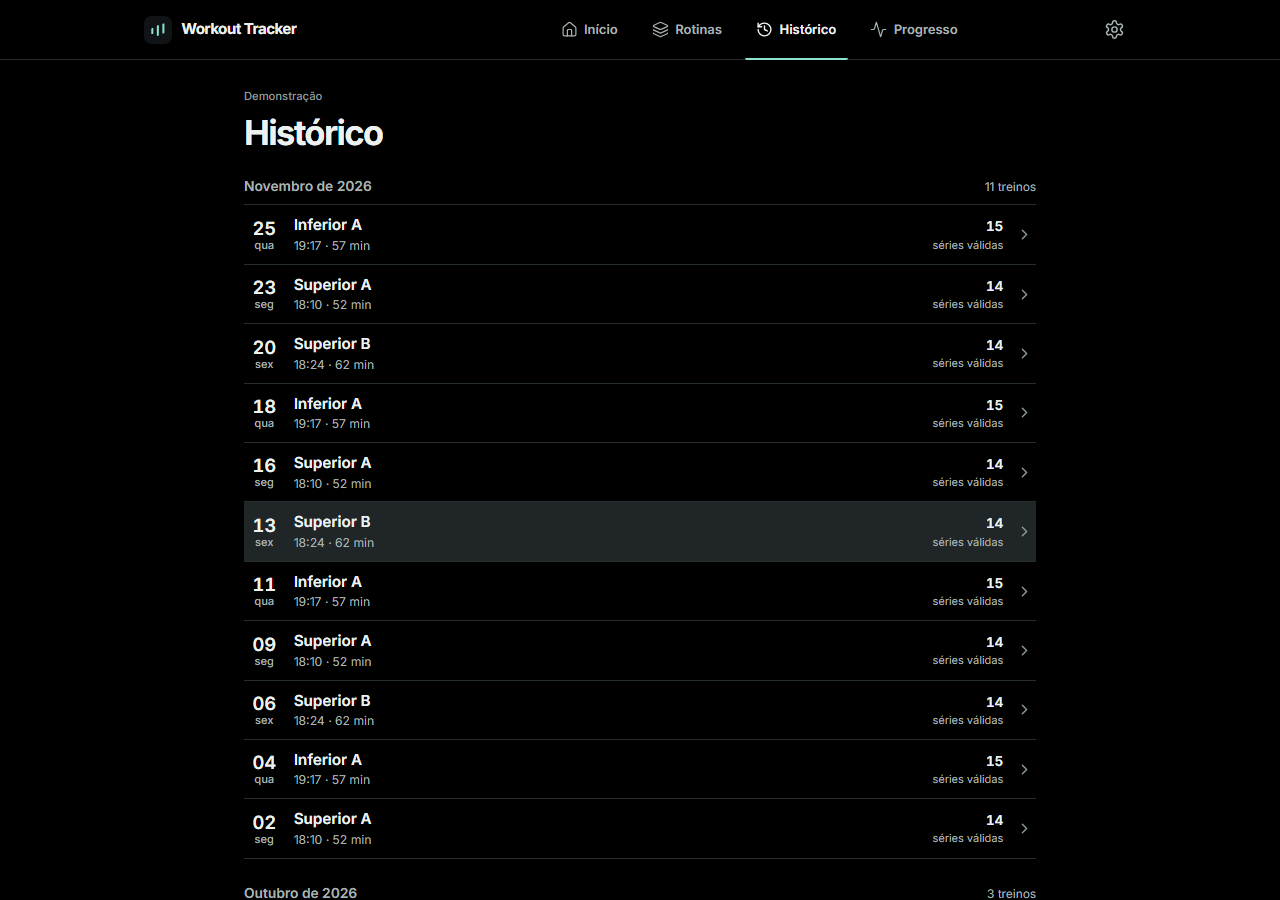 Workout Tracker
Início
Rotinas
Histórico
Progresso
Demonstração
Histórico
Novembro de 2026
11 treinos
25 Inferior A 15
qua 19:17 · 57 min séries válidas
23 Superior A 14
seg 18:10 · 52 min séries válidas
20 Superior B 14
sex 18:24 · 62 min séries válidas
18 Inferior A 15
qua 19:17 · 57 min séries válidas
16 Superior A 14
seg 18:10 · 52 min séries válidas
13 Superior B 14
sex 18:24 · 62 min séries válidas
11 Inferior A 15
qua 19:17 · 57 min séries válidas
09 Superior A 14
seg 18:10 · 52 min séries válidas
06 Superior B 14
sex 18:24 · 62 min séries válidas
04 Inferior A 15
qua 19:17 · 57 min séries válidas
02 Superior A 14
seg 18:10 · 52 min séries válidas
Outubro de 2026
3 treinos